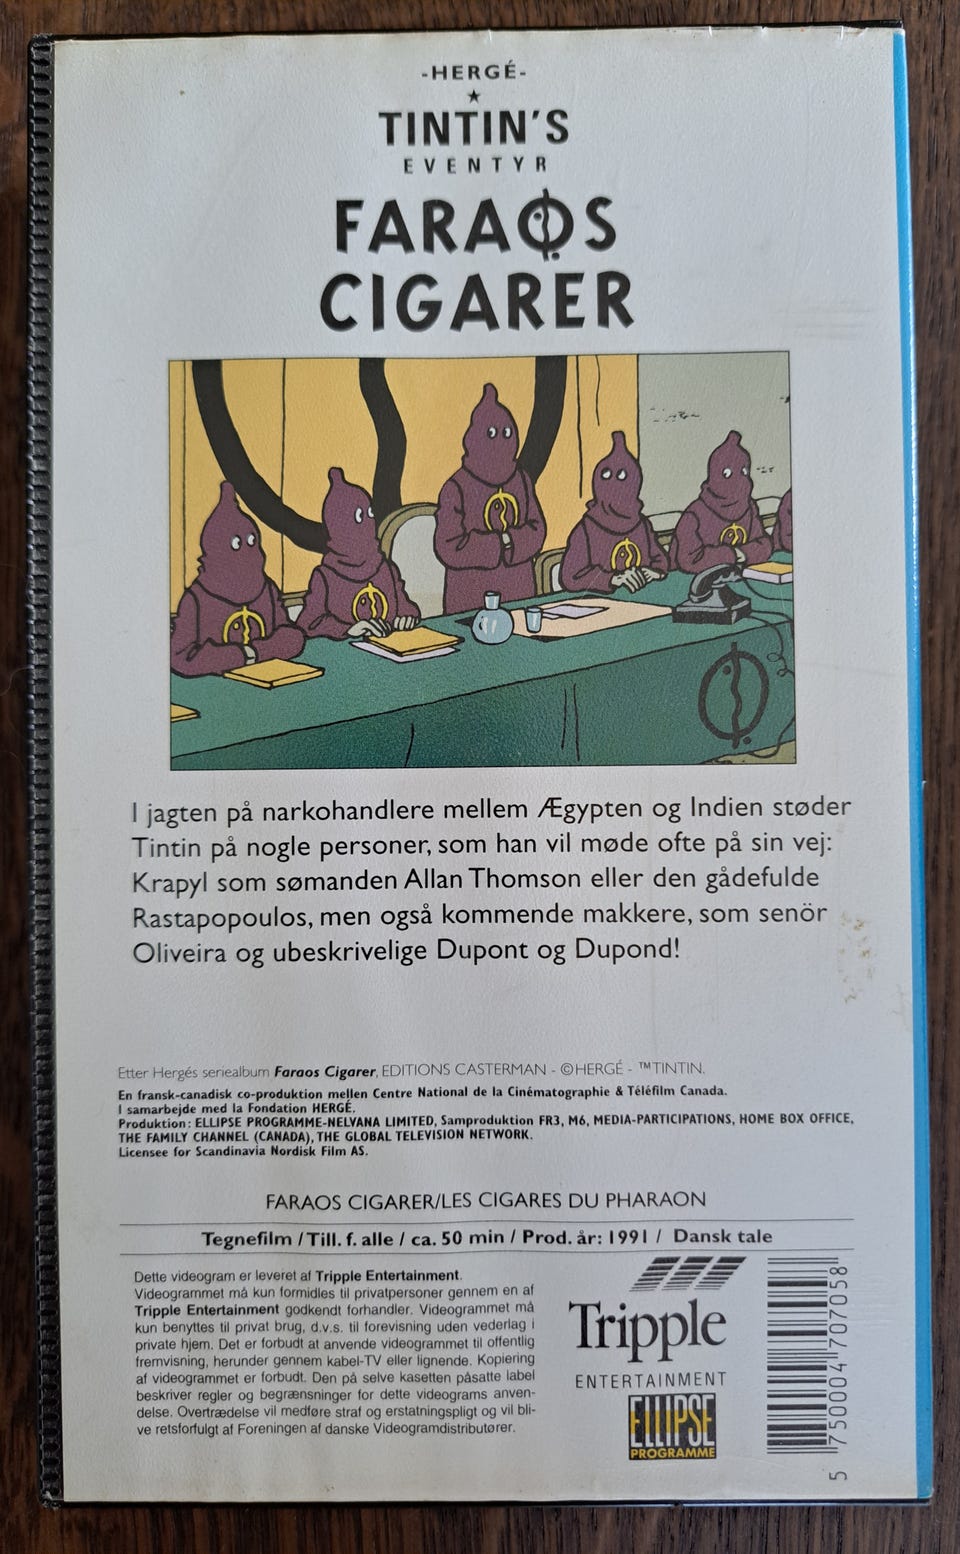 -HERGÉ-
TINTIN'S
EVENTYR
FARAOS
CIGARER
I jagten på narkohandlere mellem Ægypten og Indien støder
Tintin på nogle personer, som han vil møde ofte på sin vej:
Krapyl som sømanden Allan Thomson eller den gådefulde
Rastapopoulos, men også kommende makkere, som senör
Oliveira og ubeskrivelige Dupont og Dupond!
Etter Hergés seriealbum Faraos Cigarer, EDITIONS CASTERMAN - ©HERGÉ - ™TINTIN.
En fransk-canadisk co-produktion mellen Centre National de la Cinématographie & Téléfilm Canada.
I samarbejde med la Fondation HERGÉ.
Produktion: ELLIPSE PROGRAMME-NELVANA LIMITED, Samproduktion FR3, M6, MEDIA-PARTICIPATIONS, HOME BOX OFFICE,
THE FAMILY CHANNEL (CANADA), THE GLOBAL TELEVISION NETWORK.
Licensee for Scandinavia Nordisk Film AS.
FARAOS CIGARER/LES CIGARES DU PHARAON
Tegnefilm / Till. f. alle / ca. 50 min / Prod. år: 1991 / Dansk tale
Dette videogram er leveret af Tripple Entertainment.
Videogrammet må kun formidles til privatpersoner gennem en af
Tripple Entertainment godkendt forhandler. Videogrammet må
kun benyttes til privat brug, d.v.s. til forevisning uden vederlag i
private hjem. Det er forbudt at anvende videogrammet til offentlig
fremvisning, herunder gennem kabel-TV eller lignende. Kopiering
af videogrammet er forbudt. Den på selve kasetten påsatte label
beskriver regler og begrænsninger for dette videograms anven-
delse. Overtrædelse vil medføre straf og erstatningspligt og vil bli-
ve retsforfulgt af Foreningen af danske Videogramdistributører.
Tripple
ENTERTAINMENT
ELLIPSE
PROGRAMME
5 750004 707058